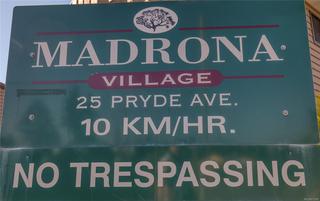 MADRONA
VILLAGE
25 PRYDE AVE.
10 KM/HR.
NO TRESPASSING